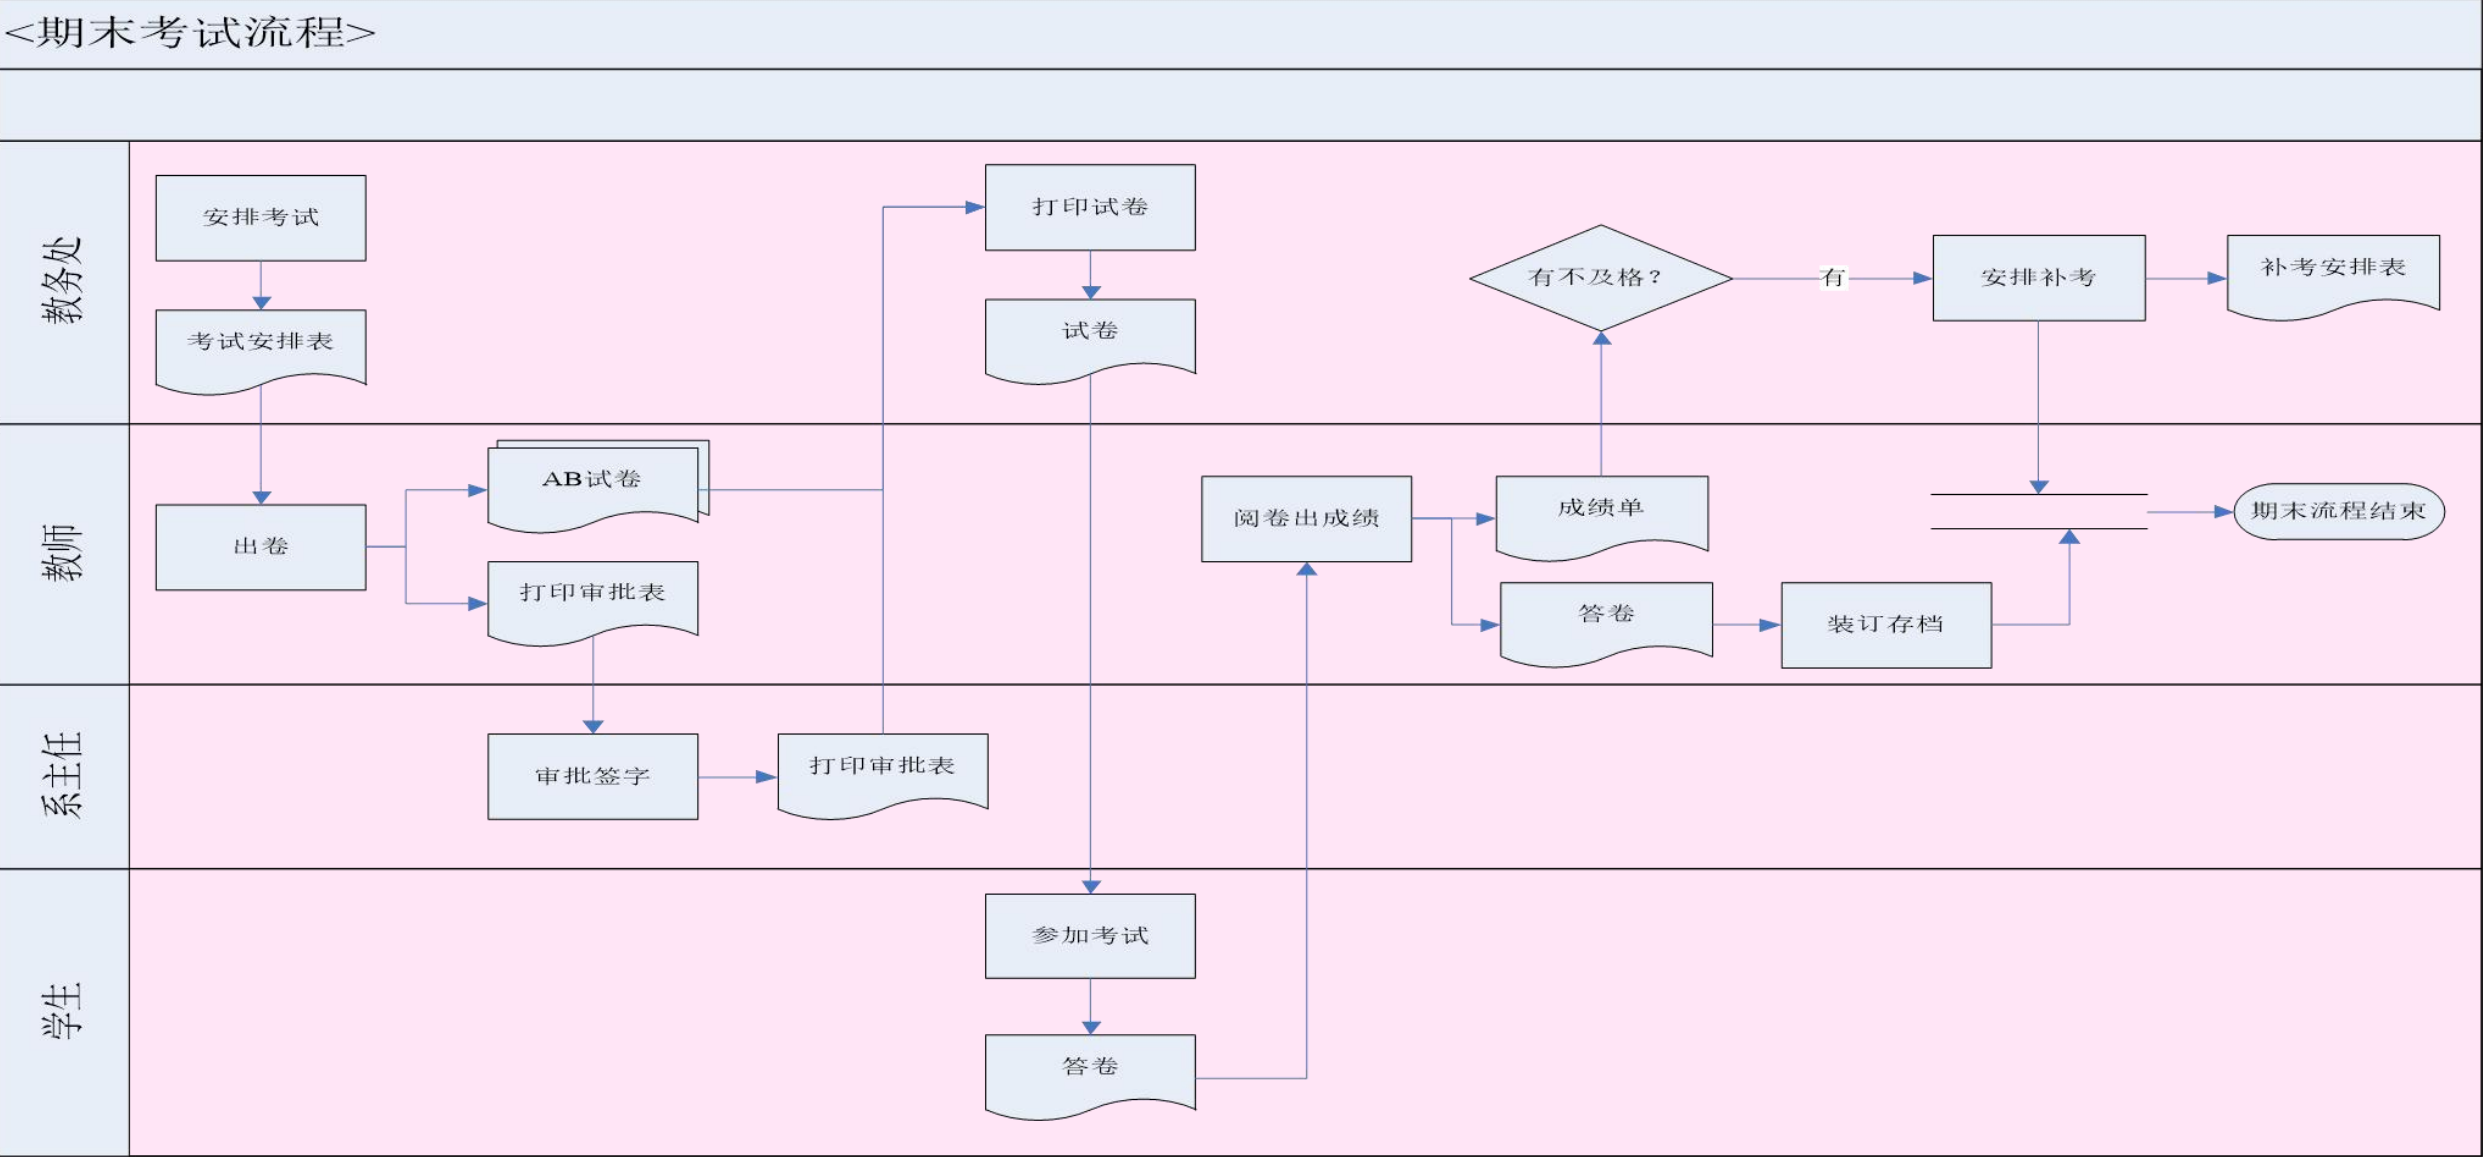 <期末考试流程>
教务处
安排考试
考试安排表
打印试卷
试卷
有不及格?
有
安排补考
补考安排表
教师
出卷
AB试卷
打印审批表
阅卷出成绩
成绩单
答卷
装订存档
期末流程结束
系主任
审批签字
打印审批表
学生
参加考试
答卷